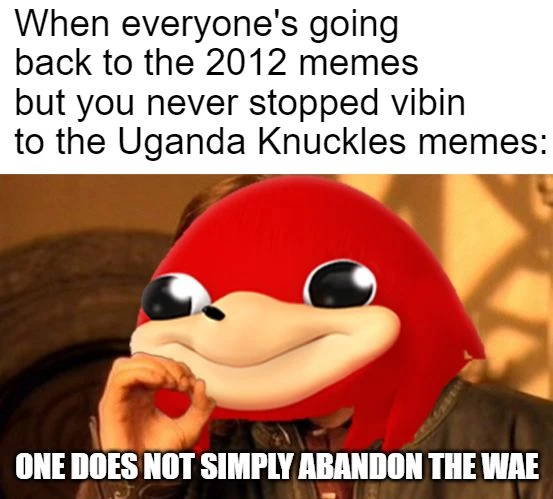 When everyone's going
back to the 2012 memes
but you never stopped vibin
to the Uganda Knuckles memes:
ONE DOES NOT SIMPLY ABANDON THE WAE